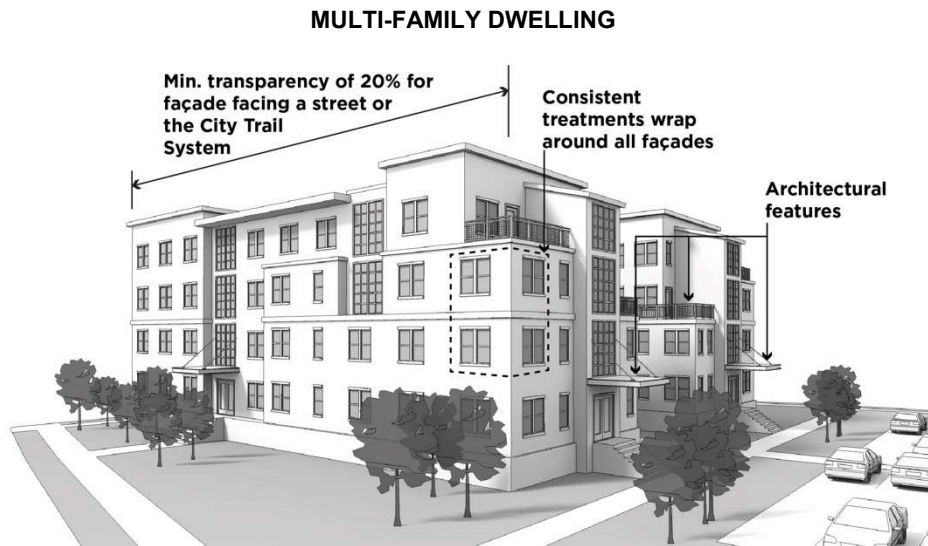 MULTI-FAMILY DWELLING
Min. transparency of 20% for
façade facing a street or
the City Trail
System
Consistent
treatments wrap
around all façades
Architectural
features